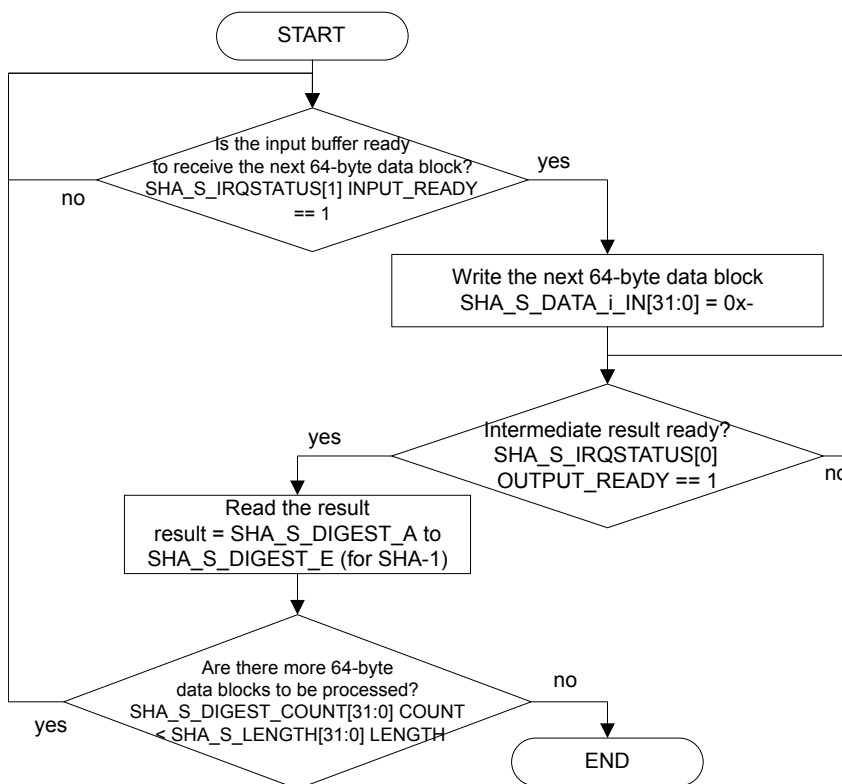 START
Is the input buffer ready
to receive the next 64-byte data block?
SHA_S_IRQSTATUS[1] INPUT_READY
== 1
yes
no
Write the next 64-byte data block
SHA_S_DATA_i_IN[31:0] = 0x-
Intermediate result ready?
SHA_S_IRQSTATUS[0]
OUTPUT_READY == 1
yes
no
Read the result
result = SHA_S_DIGEST_A to
SHA_S_DIGEST_E (for SHA-1)
Are there more 64-byte
data blocks to be processed?
SHA_S_DIGEST_COUNT[31:0] COUNT
< SHA_S_LENGTH[31:0] LENGTH
no
yes
END